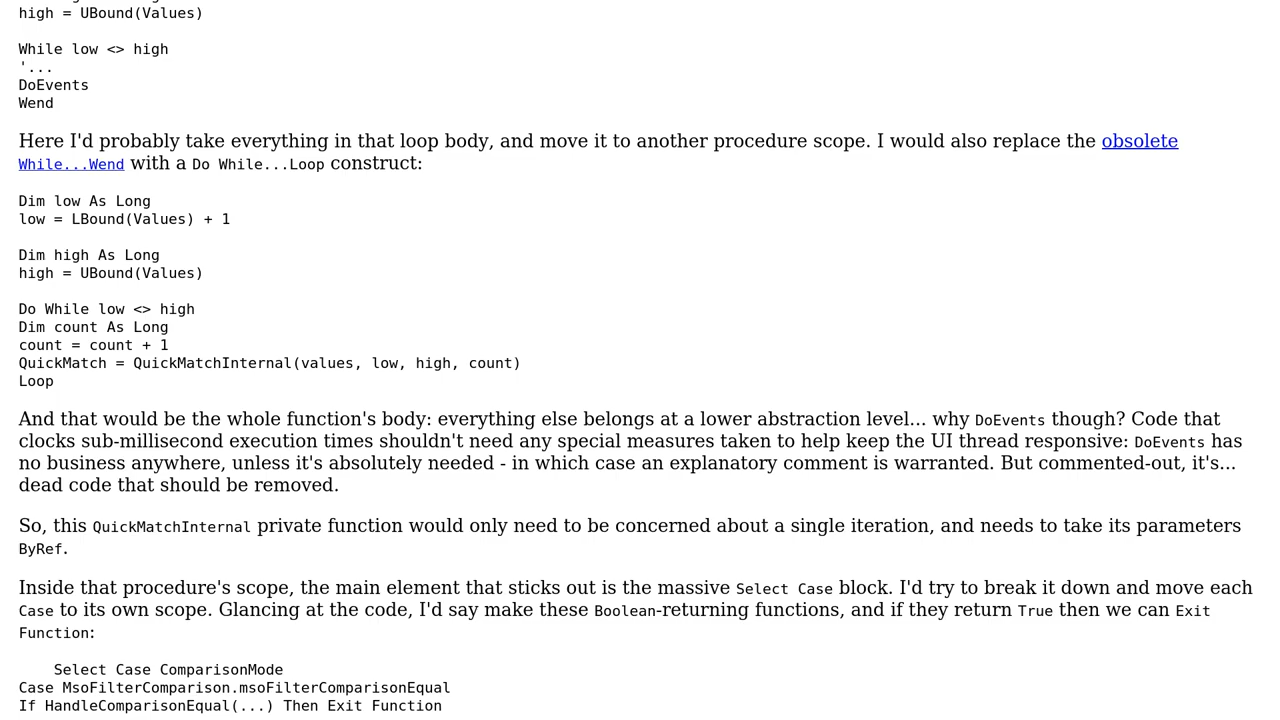 high = UBound(Values)
While low <> high
'...
DoEvents
Wend
Here I'd probably take everything in that loop body, and move it to another procedure scope. I would also replace the obsolete
While...Wend with a Do While...Loop construct:
Dim low As Long
low = LBound(Values) + 1
Dim high As Long
high = UBound(Values)
Do While low <> high
Dim count As Long
count = count + 1
QuickMatch = QuickMatchInternal(values, low, high, count)
Loop
And that would be the whole function's body: everything else belongs at a lower abstraction level... why DoEvents though? Code that
clocks sub-millisecond execution times shouldn't need any special measures taken to help keep the UI thread responsive: DoEvents has
no business anywhere, unless it's absolutely needed - in which case an explanatory comment is warranted. But commented-out, it's...
dead code that should be removed.
So, this QuickMatchInternal private function would only need to be concerned about a single iteration, and needs to take its parameters
ByRef.
Inside that procedure's scope, the main element that sticks out is the massive Select Case block. I'd try to break it down and move each
Case to its own scope. Glancing at the code, I'd say make these Boolean-returning functions, and if they return True then we can Exit
Function:
Select Case ComparisonMode
Case MsoFilterComparison.msoFilterComparisonEqual
If HandleComparisonEqual(...) Then Exit Function